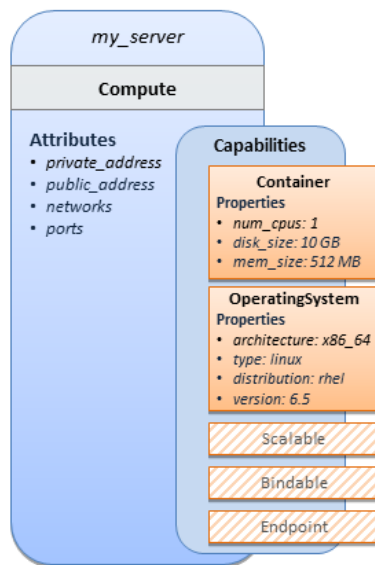 my_server
Compute
Attributes
• private_address
• public_address
• networks
• ports
Capabilities
Container
Properties
• num_cpus: 1
• disk_size: 10 GB
• mem_size: 512 MB
OperatingSystem
Properties
• architecture: x86_64
• type: linux
• distribution: rhel
• version: 6.5
Scalable
Bindable
Endpoint